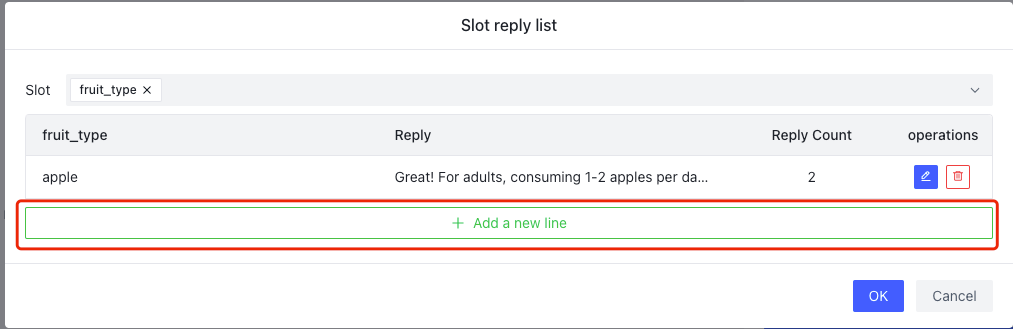 Slot reply list
Slot fruit_type
fruit_type Reply Reply Count operations
apple Great! For adults, consuming 1-2 apples per da... 2
Add a new line
OK Cancel